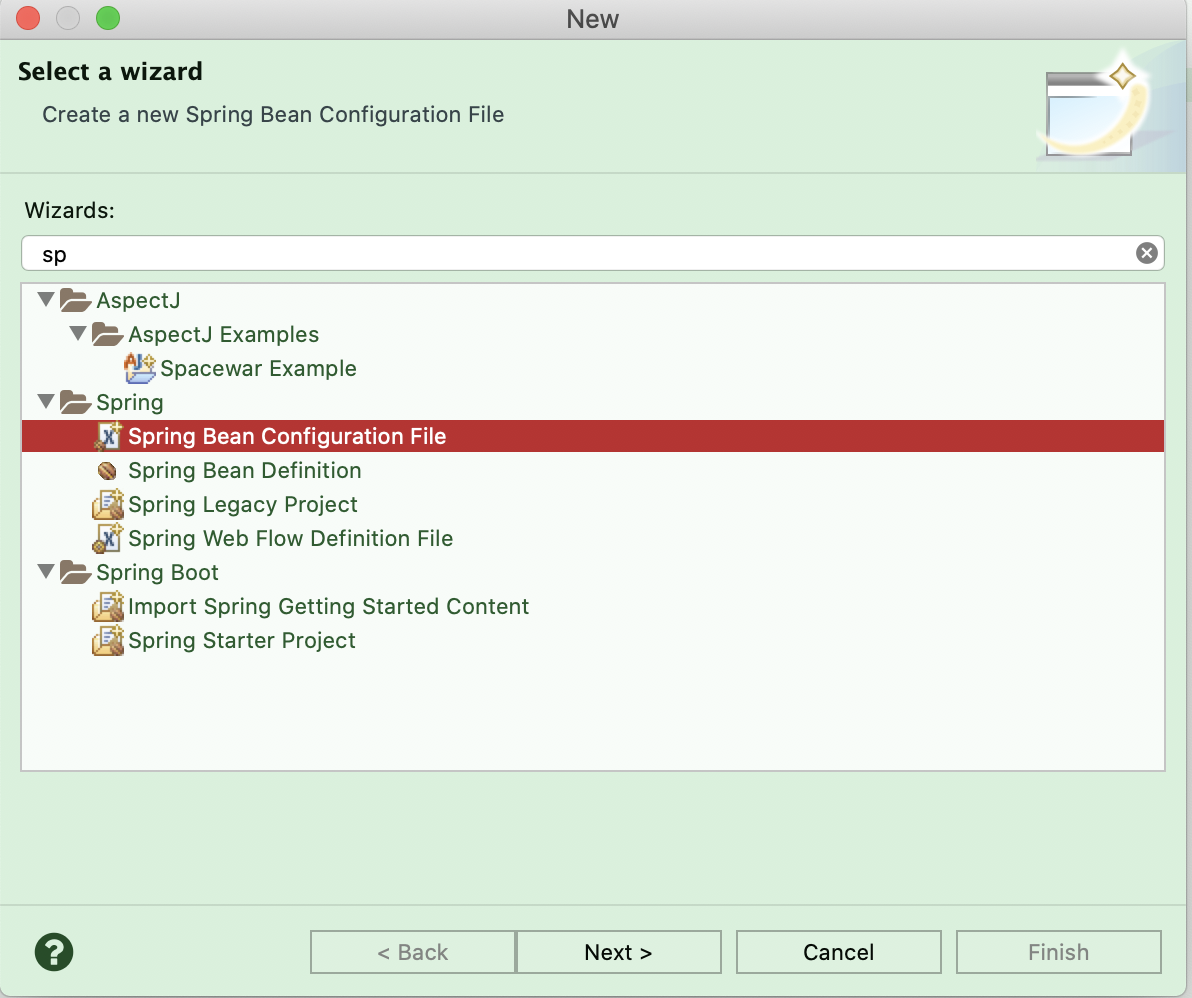 New
Select a wizard
Create a new Spring Bean Configuration File
Wizards:
sp
AspectJ
AspectJ Examples
Spacewar Example
Spring
Spring Bean Configuration File
Spring Bean Definition
Spring Legacy Project
Spring Web Flow Definition File
Spring Boot
Import Spring Getting Started Content
Spring Starter Project
? < Back Next > Cancel Finish